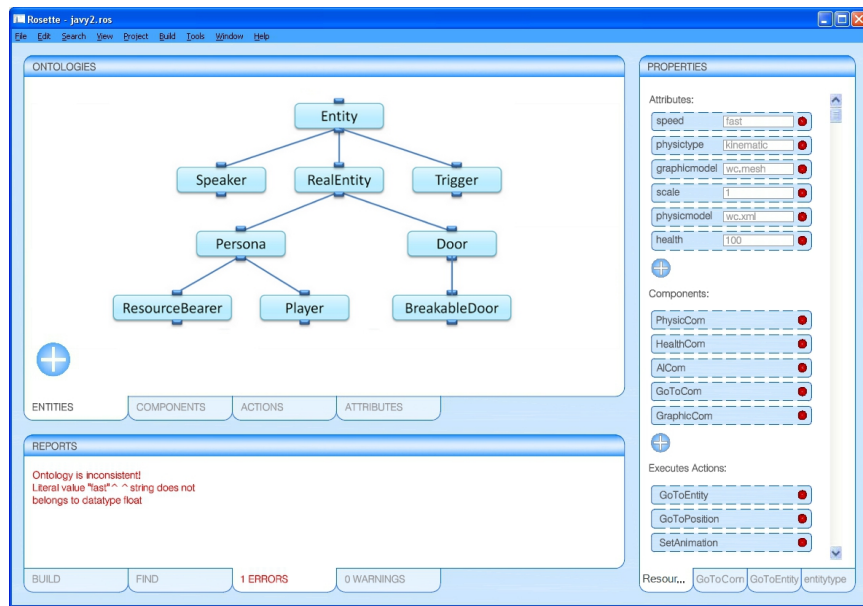 Rosette - javy2.ros
File Edit Search View Project Build Tools Window Help
ONTOLOGIES
Entity
Speaker RealEntity Trigger
Persona Door
ResourceBearer Player BreakableDoor
ENTITIES COMPONENTS ACTIONS ATTRIBUTES
REPORTS
Ontology is inconsistent!
Literal value "fast"^ ^ string does not
belongs to datatype float
BUILD FIND 1 ERRORS 0 WARNINGS
PROPERTIES
Attributes:
speed fast
physictype kinematic
graphicmodel wc.mesh
scale 1
physicmodel wc.xml
health 100
Components:
PhysicCom
HealthCom
AICom
GoToCom
GraphicCom
Executes Actions:
GoToEntity
GoToPosition
SetAnimation
Resour... GoToCom GoToEntity entitytype